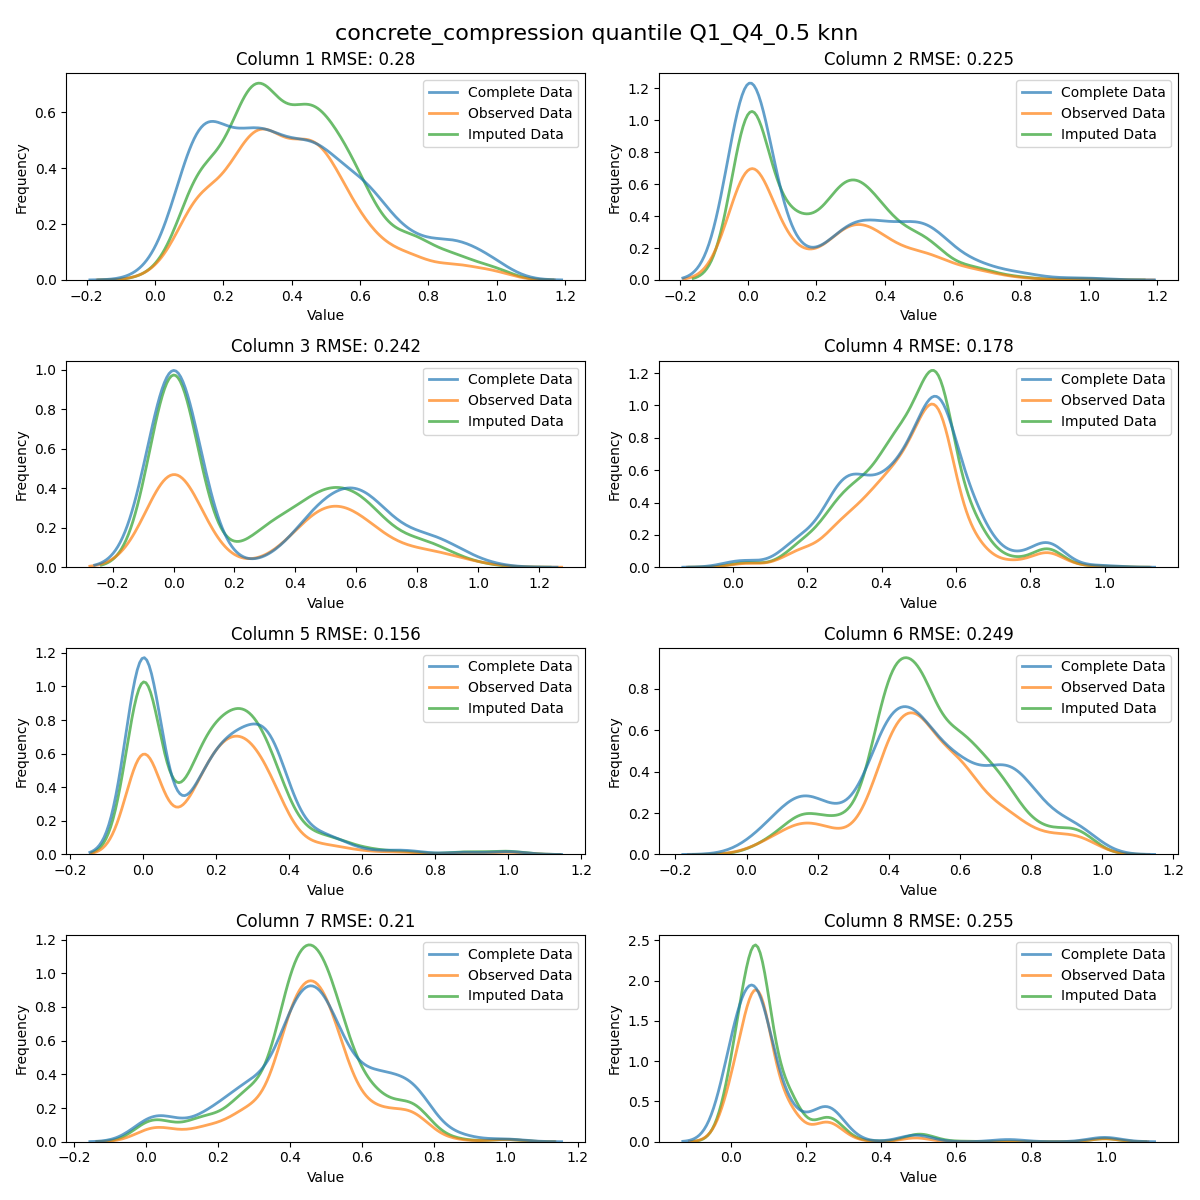 concrete_compression quantile Q1_Q4_0.5 knn
Column 1 RMSE: 0.28
Frequency
0.6
0.4
0.2
0.0
Complete Data
Observed Data
Imputed Data
−0.2 0.0 0.2 0.4 0.6 0.8 1.0 1.2
Value
Column 2 RMSE: 0.225
Frequency
1.2
1.0
0.8
0.6
0.4
0.2
0.0
Complete Data
Observed Data
Imputed Data
−0.2 0.0 0.2 0.4 0.6 0.8 1.0 1.2
Value
Column 3 RMSE: 0.242
Frequency
1.0
0.8
0.6
0.4
0.2
0.0
Complete Data
Observed Data
Imputed Data
−0.2 0.0 0.2 0.4 0.6 0.8 1.0 1.2
Value
Column 4 RMSE: 0.178
Frequency
1.2
1.0
0.8
0.6
0.4
0.2
0.0
Complete Data
Observed Data
Imputed Data
0.0 0.2 0.4 0.6 0.8 1.0
Value
Column 5 RMSE: 0.156
Frequency
1.2
1.0
0.8
0.6
0.4
0.2
0.0
Complete Data
Observed Data
Imputed Data
−0.2 0.0 0.2 0.4 0.6 0.8 1.0 1.2
Value
Column 6 RMSE: 0.249
Frequency
0.8
0.6
0.4
0.2
0.0
Complete Data
Observed Data
Imputed Data
−0.2 0.0 0.2 0.4 0.6 0.8 1.0 1.2
Value
Column 7 RMSE: 0.21
Frequency
1.2
1.0
0.8
0.6
0.4
0.2
0.0
Complete Data
Observed Data
Imputed Data
−0.2 0.0 0.2 0.4 0.6 0.8 1.0 1.2
Value
Column 8 RMSE: 0.255
Frequency
2.5
2.0
1.5
1.0
0.5
0.0
Complete Data
Observed Data
Imputed Data
0.0 0.2 0.4 0.6 0.8 1.0
Value